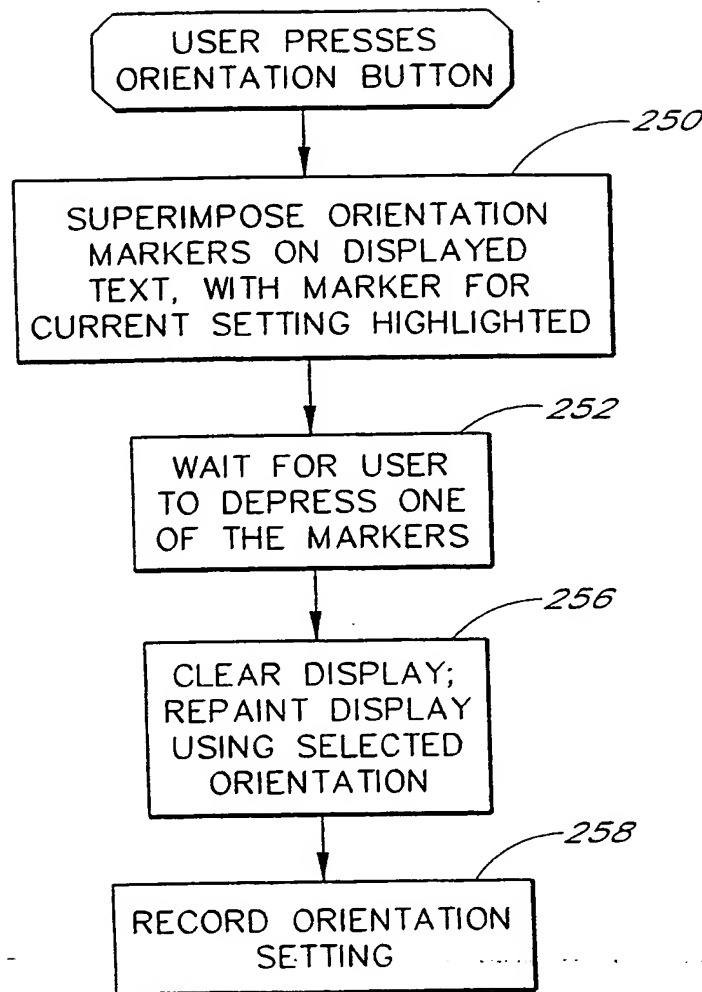 USER PRESSES
ORIENTATION BUTTON
250
SUPERIMPOSE ORIENTATION
MARKERS ON DISPLAYED
TEXT, WITH MARKER FOR
CURRENT SETTING HIGHLIGHTED
252
WAIT FOR USER
TO DEPRESS ONE
OF THE MARKERS
256
CLEAR DISPLAY;
REPAINT DISPLAY
USING SELECTED
ORIENTATION
258
RECORD ORIENTATION
SETTING